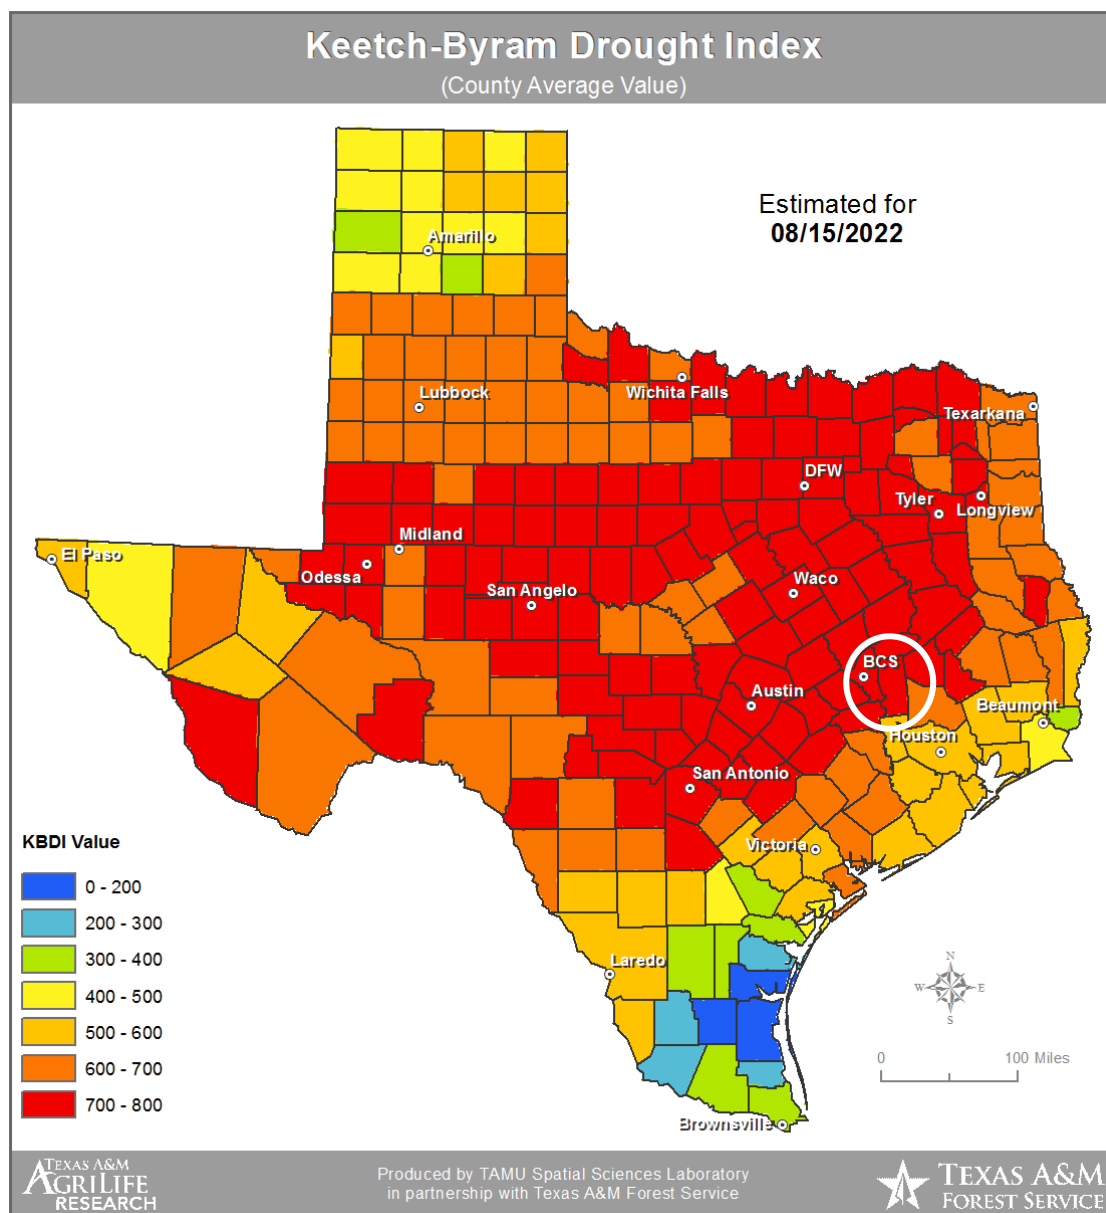 Keetch-Byram Drought Index
(County Average Value)
Estimated for
08/15/2022
Amarillo
Lubbock
Wichita Falls
Texarkana
DFW
Tyler
Longview
Midland
El Paso
Odessa
San Angelo
Waco
BCS
Austin
Beaumont
Houston
San Antonio
Victoria
KBDI Value
0 - 200
200 - 300
300 - 400
400 - 500
500 - 600
600 - 700
700 - 800
Laredo
N
W
E
S
0
100 Miles
Brownsville
TEXAS A&M
AGRILIFE
RESEARCH
Produced by TAMU Spatial Sciences Laboratory
in partnership with Texas A&M Forest Service
TEXAS A&M
FOREST SERVICE